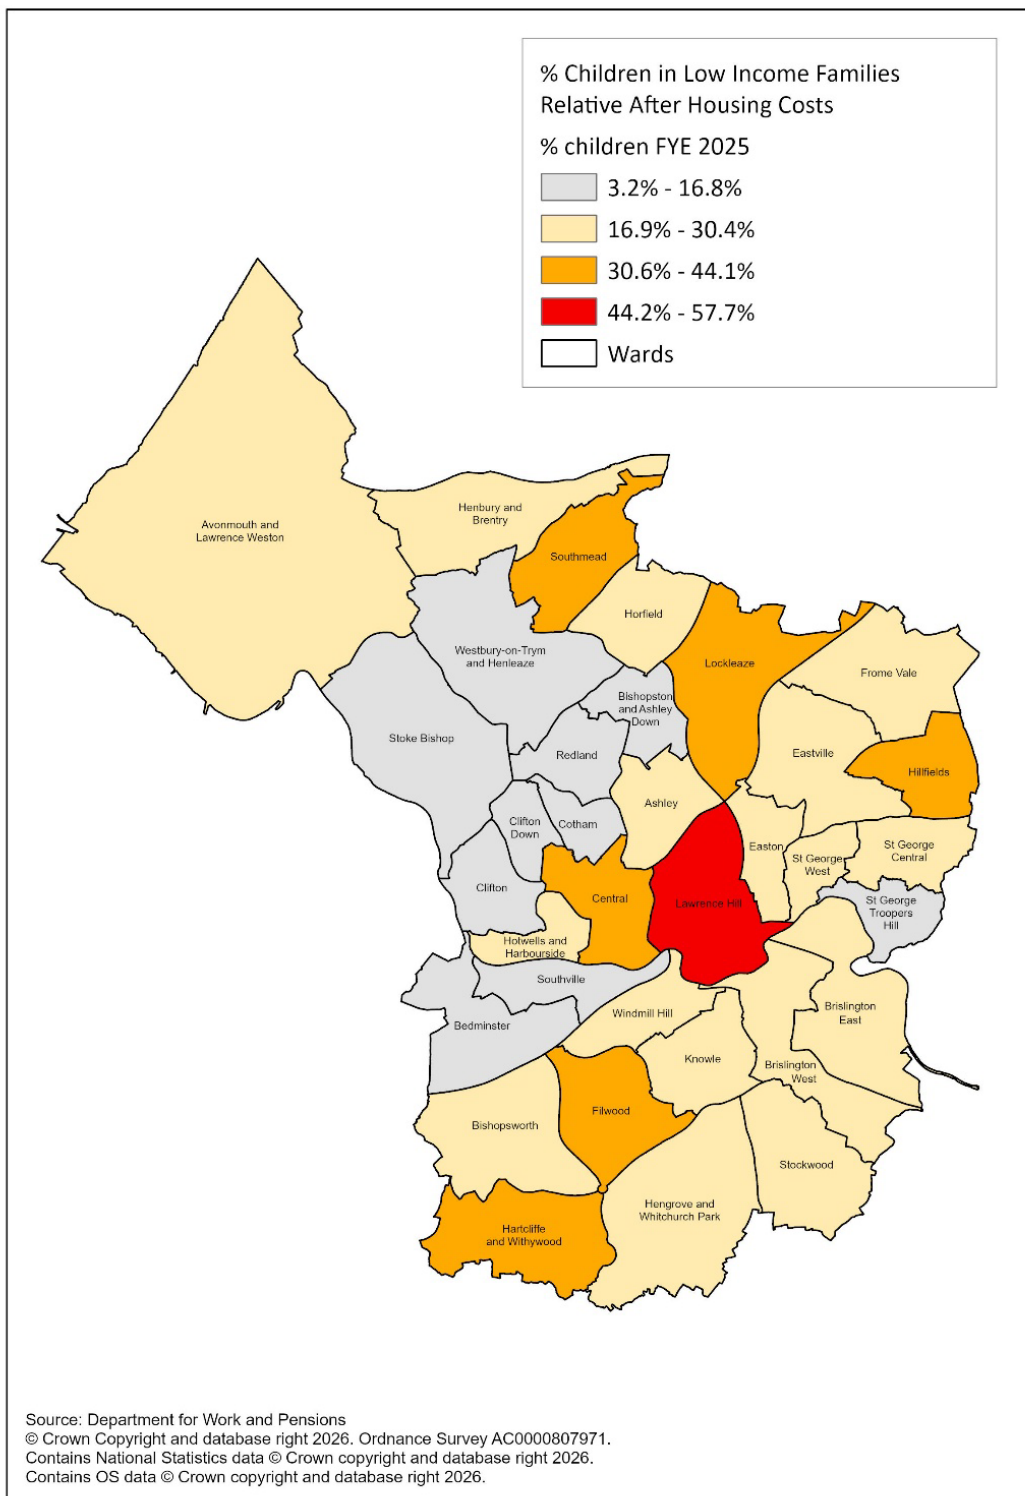 % Children in Low Income Families
Relative After Housing Costs
% children FYE 2025
3.2% - 16.8%
16.9% - 30.4%
30.6% - 44.1%
44.2% - 57.7%
Wards
Avonmouth and
Lawrence Weston
Henbury and
Brentry
Southmead
Horfield
Westbury-on-Trym
and Henleaze
Lockleaze
Frome Vale
Bishopston
and Ashley
Down
Stoke Bishop
Redland
Eastville
Hillfields
Ashley
Clifton
Down
Cotham
Easton
St George
West
St George
Central
Clifton
Central
Lawrence Hill
St George
Troopers
Hill
Hotwells and
Harbourside
Southville
Bedminster
Windmill Hill
Brislington
East
Knowle
Brislington
West
Bishopsworth
Filwood
Stockwood
Hengrove and
Whitchurch Park
Hartcliffe
and Withywood
Source: Department for Work and Pensions
© Crown Copyright and database right 2026. Ordnance Survey AC0000807971.
Contains National Statistics data © Crown copyright and database right 2026.
Contains OS data © Crown copyright and database right 2026.